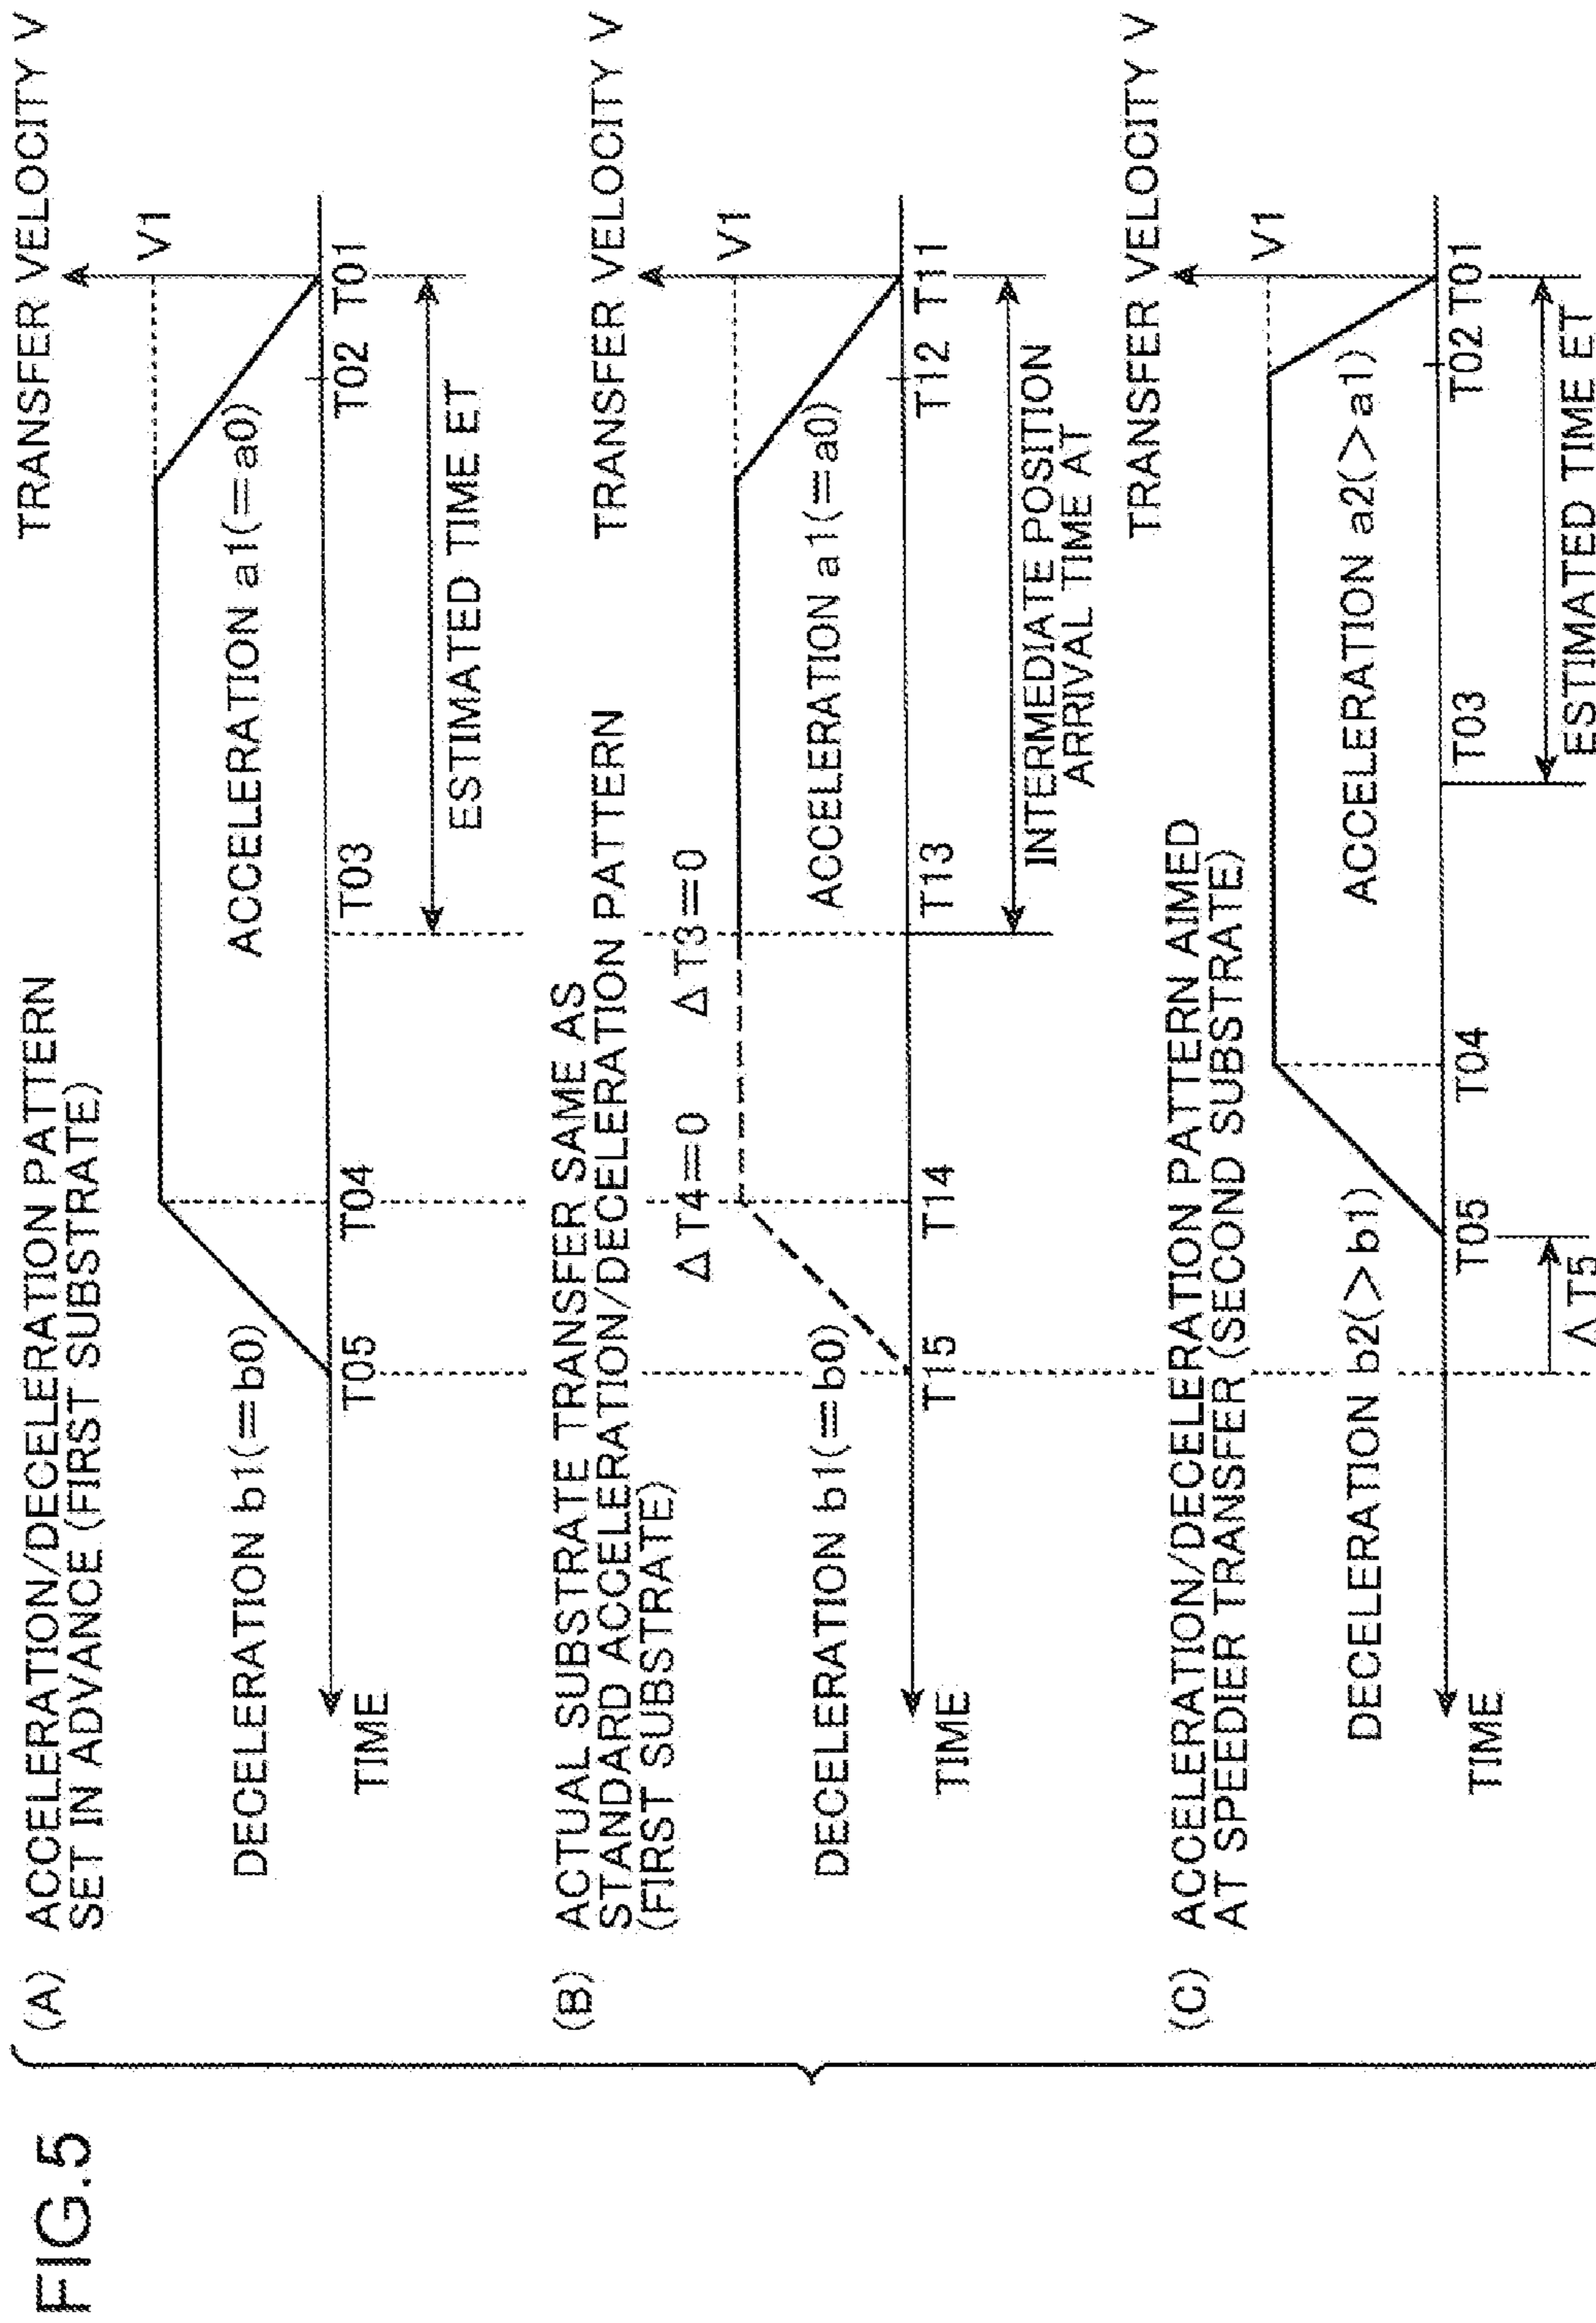 FIG.5
(A) ACCELERATION/DECELERATION PATTERN
SET IN ADVANCE (FIRST SUBSTRATE)
TRANSFER VELOCITY V
V1
DECELERATION b1(=b0)
ACCELERATION a1(=a0)
TIME
T05
T04
T03
T02
T01
ESTIMATED TIME ET
(B) ACTUAL SUBSTRATE TRANSFER SAME AS
STANDARD ACCELERATION/DECELERATION PATTERN
(FIRST SUBSTRATE)
TRANSFER VELOCITY V
△T4=0
△T3=0
V1
DECELERATION b1(=b0)
ACCELERATION a1(=a0)
TIME
T15
T14
T13
T12
T11
INTERMEDIATE POSITION
ARRIVAL TIME AT
(C) ACCELERATION/DECELERATION PATTERN AIMED
AT SPEEDIER TRANSFER (SECOND SUBSTRATE)
TRANSFER VELOCITY V
V1
DECELERATION b2(>b1)
ACCELERATION a2(>a1)
TIME
T05
T04
T03
T02
T01
△T5
ESTIMATED TIME ET